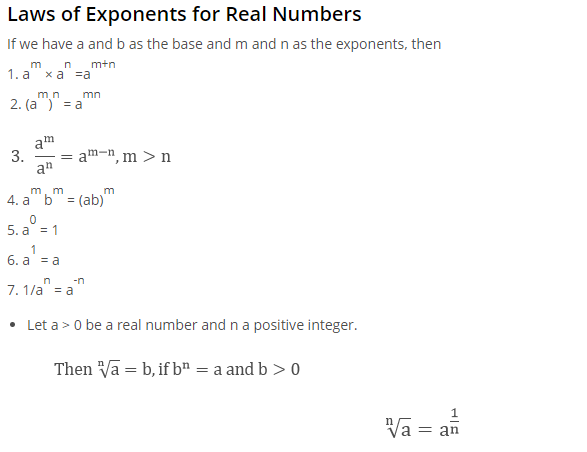 Laws of Exponents for Real Numbers
If we have a and b as the base and m and n as the exponents, then
1. a^m × a^n =a^m+n
2. (a^m)^n = a^mn
3. a^m/a^n = a^m−n, m > n
4. a^m b^m = (ab)^m
5. a^0 = 1
6. a^1 = a
7. 1/a^n = a^-n
• Let a > 0 be a real number and n a positive integer.
Then ⁿ√a = b, if bⁿ = a and b > 0
ⁿ√a = a^1/n